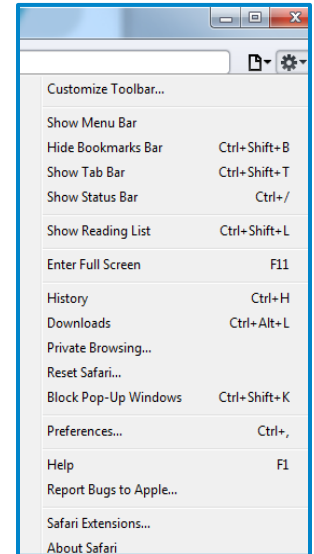 Customize Toolbar...
Show Menu Bar
Hide Bookmarks Bar Ctrl+Shift+B
Show Tab Bar Ctrl+Shift+T
Show Status Bar Ctrl+/
Show Reading List Ctrl+Shift+L
Enter Full Screen F11
History Ctrl+H
Downloads Ctrl+Alt+L
Private Browsing...
Reset Safari...
Block Pop-Up Windows Ctrl+Shift+K
Preferences... Ctrl+,
Help F1
Report Bugs to Apple...
Safari Extensions...
About Safari